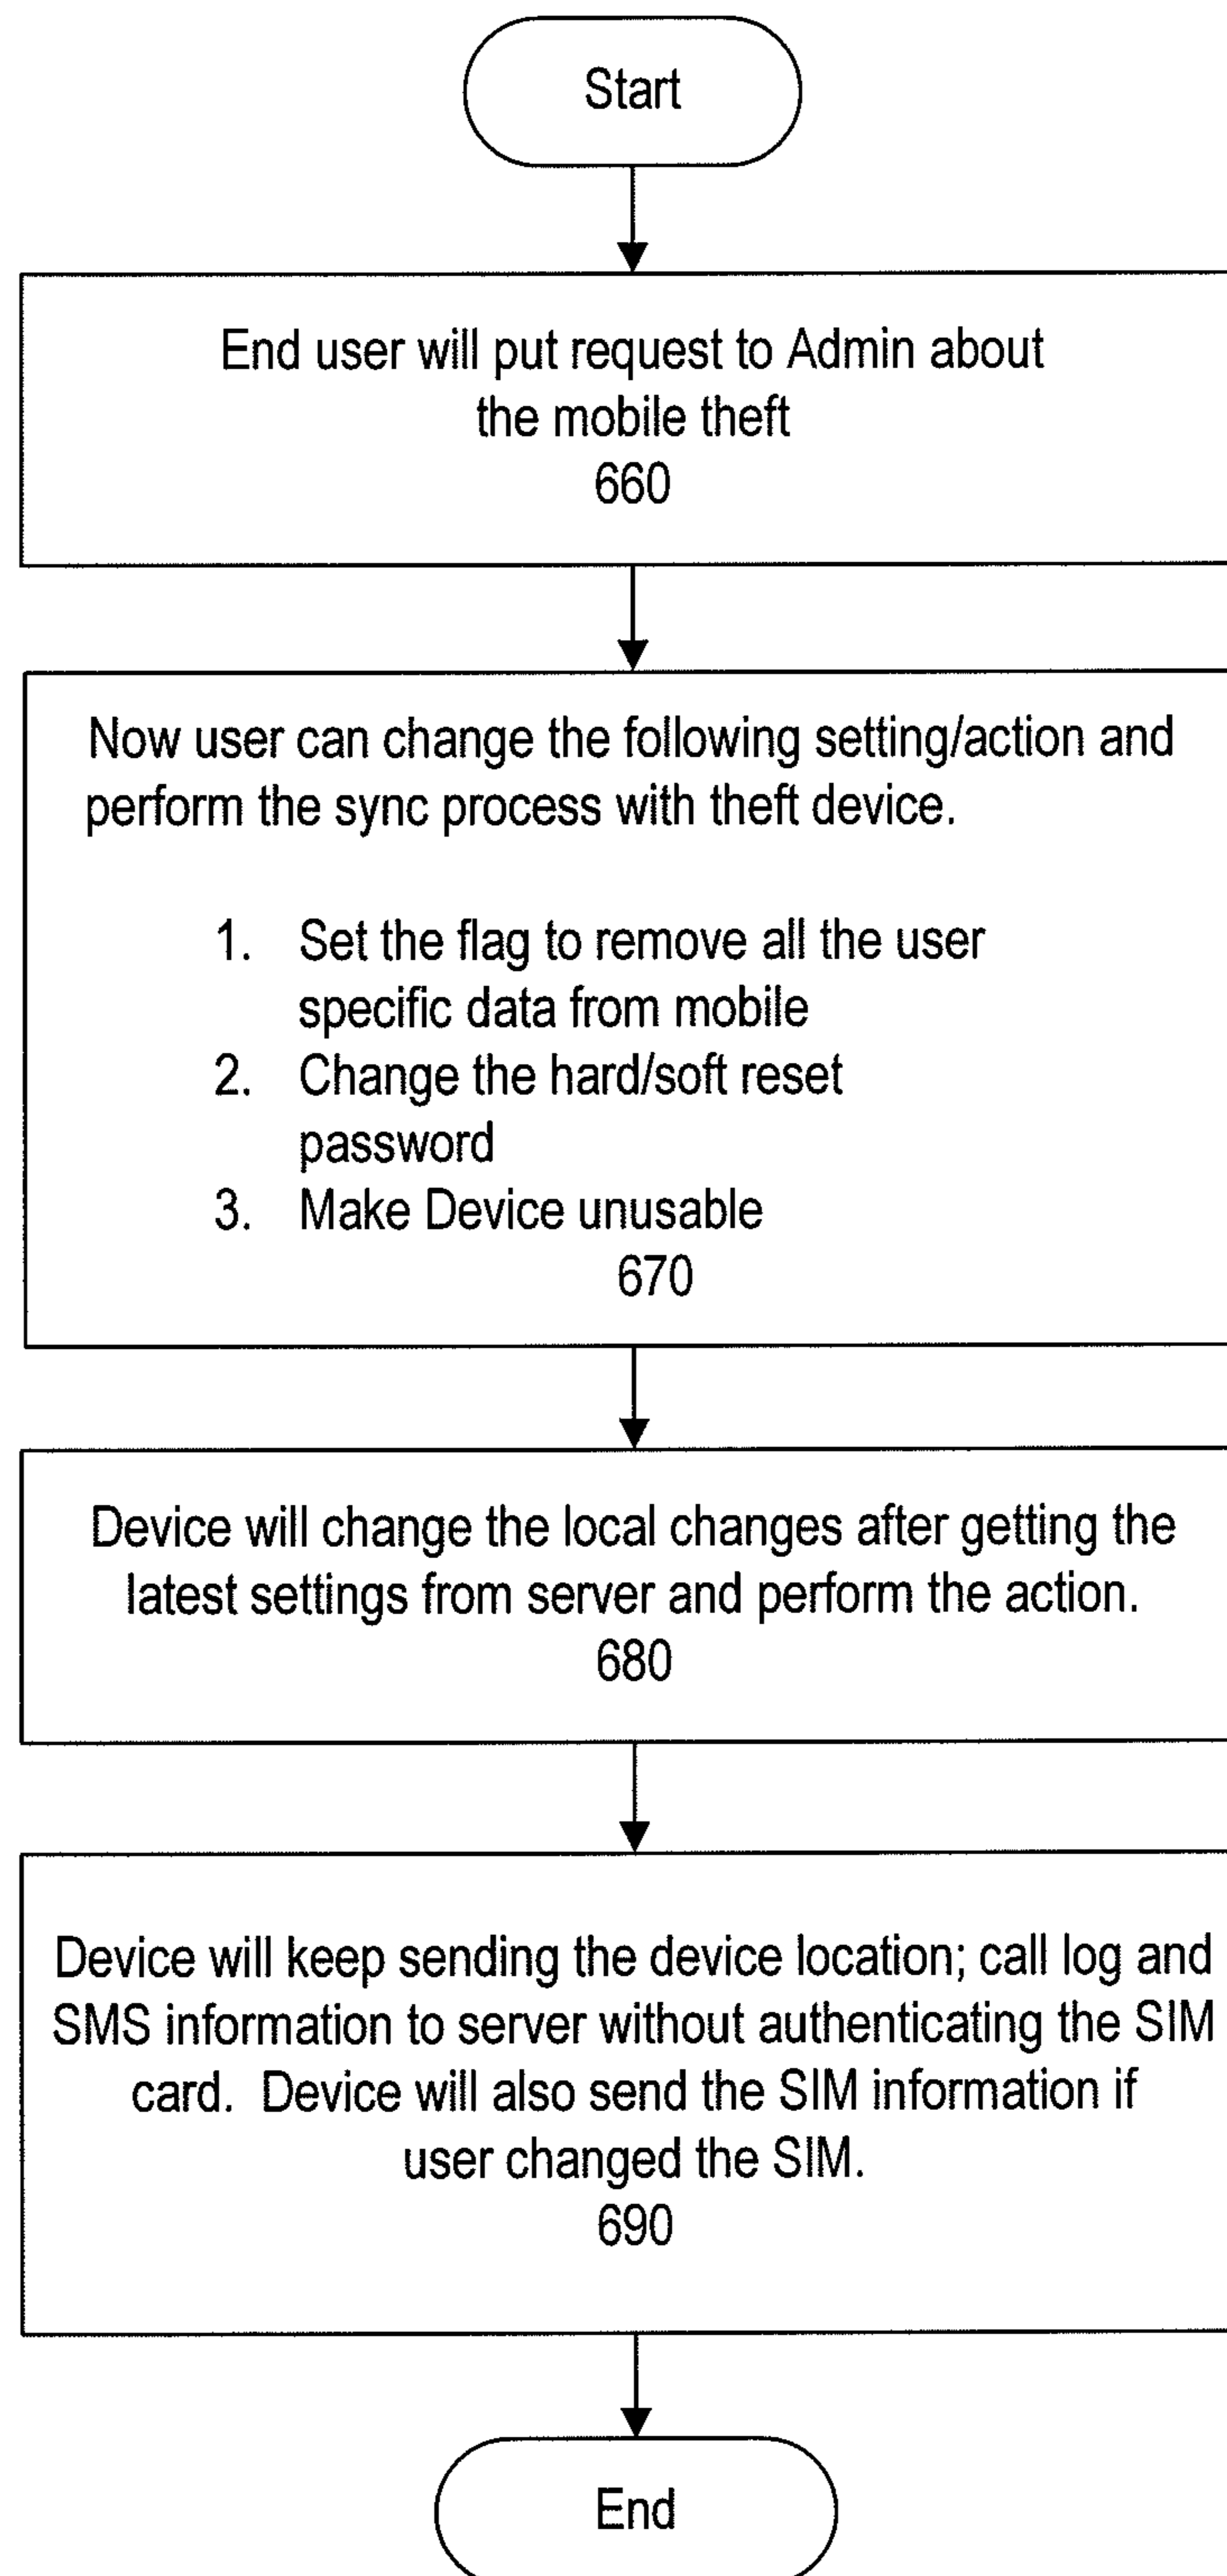 Start
End user will put request to Admin about
the mobile theft
660
Now user can change the following setting/action and
perform the sync process with theft device.
1. Set the flag to remove all the user
specific data from mobile
2. Change the hard/soft reset
password
3. Make Device unusable
670
Device will change the local changes after getting the
latest settings from server and perform the action.
680
Device will keep sending the device location; call log and
SMS information to server without authenticating the SIM
card. Device will also send the SIM information if
user changed the SIM.
690
End